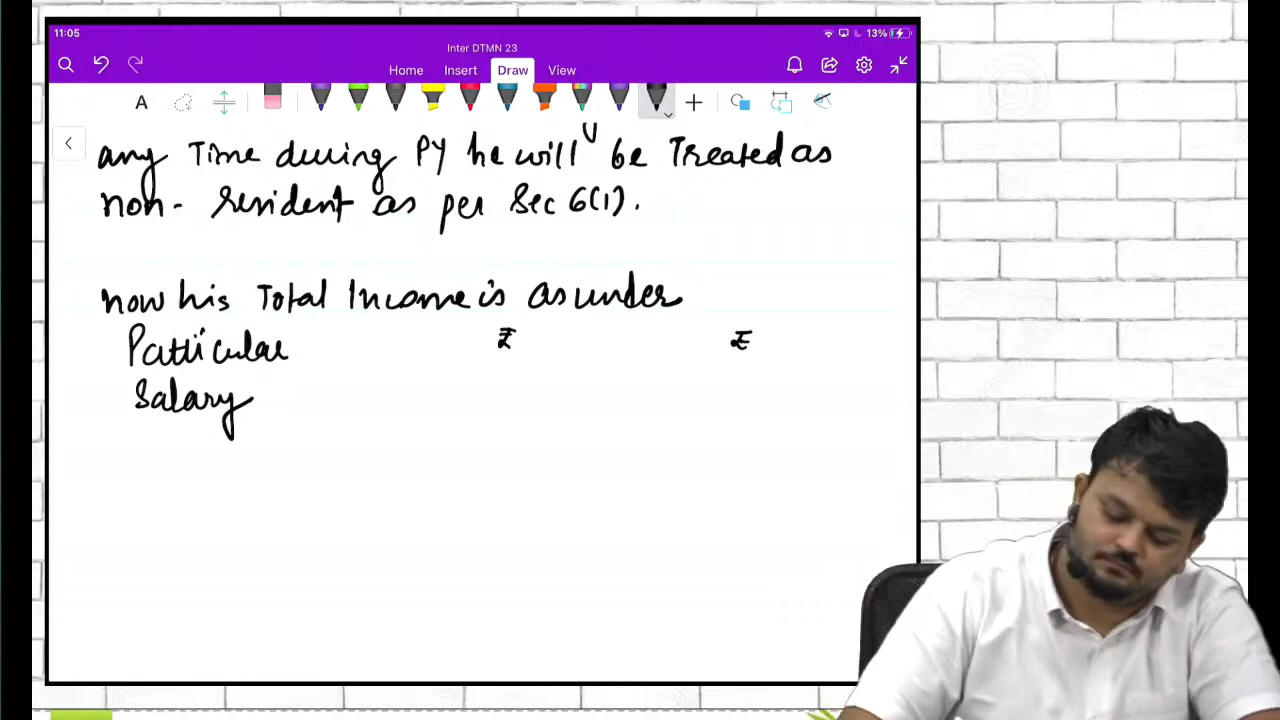 11:05
13%
Inter DTMN 23
Home Insert Draw View
A
any Time during PY he will be Treated as
non-resident as per Sec 6(1).
now his Total Income is as under
Particular ₹ ₹
Salary